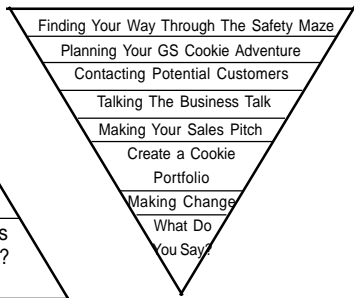 Finding Your Way Through The Safety Maze
Planning Your GS Cookie Adventure
Contacting Potential Customers
Talking The Business Talk
Making Your Sales Pitch
Create a Cookie
Portfolio
Making Change
What Do
You Say?
s
?